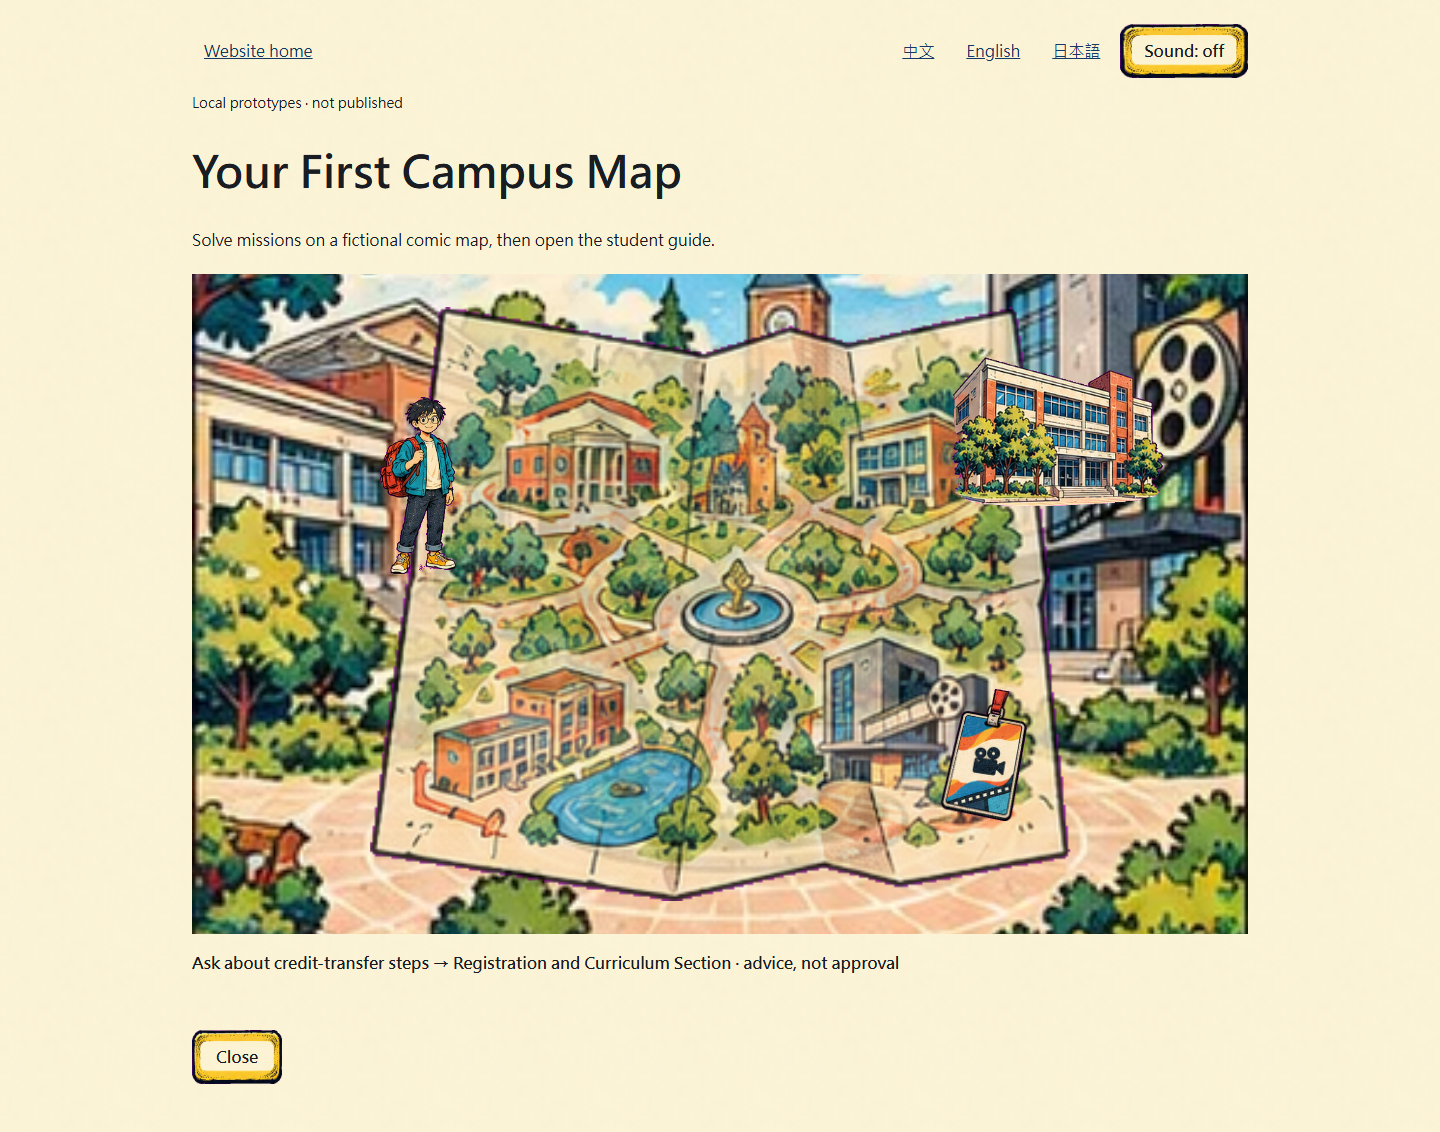 Website home
中文
English
日本語
Sound: off
Local prototypes · not published
Your First Campus Map
Solve missions on a fictional comic map, then open the student guide.
Ask about credit-transfer steps → Registration and Curriculum Section · advice, not approval
Close